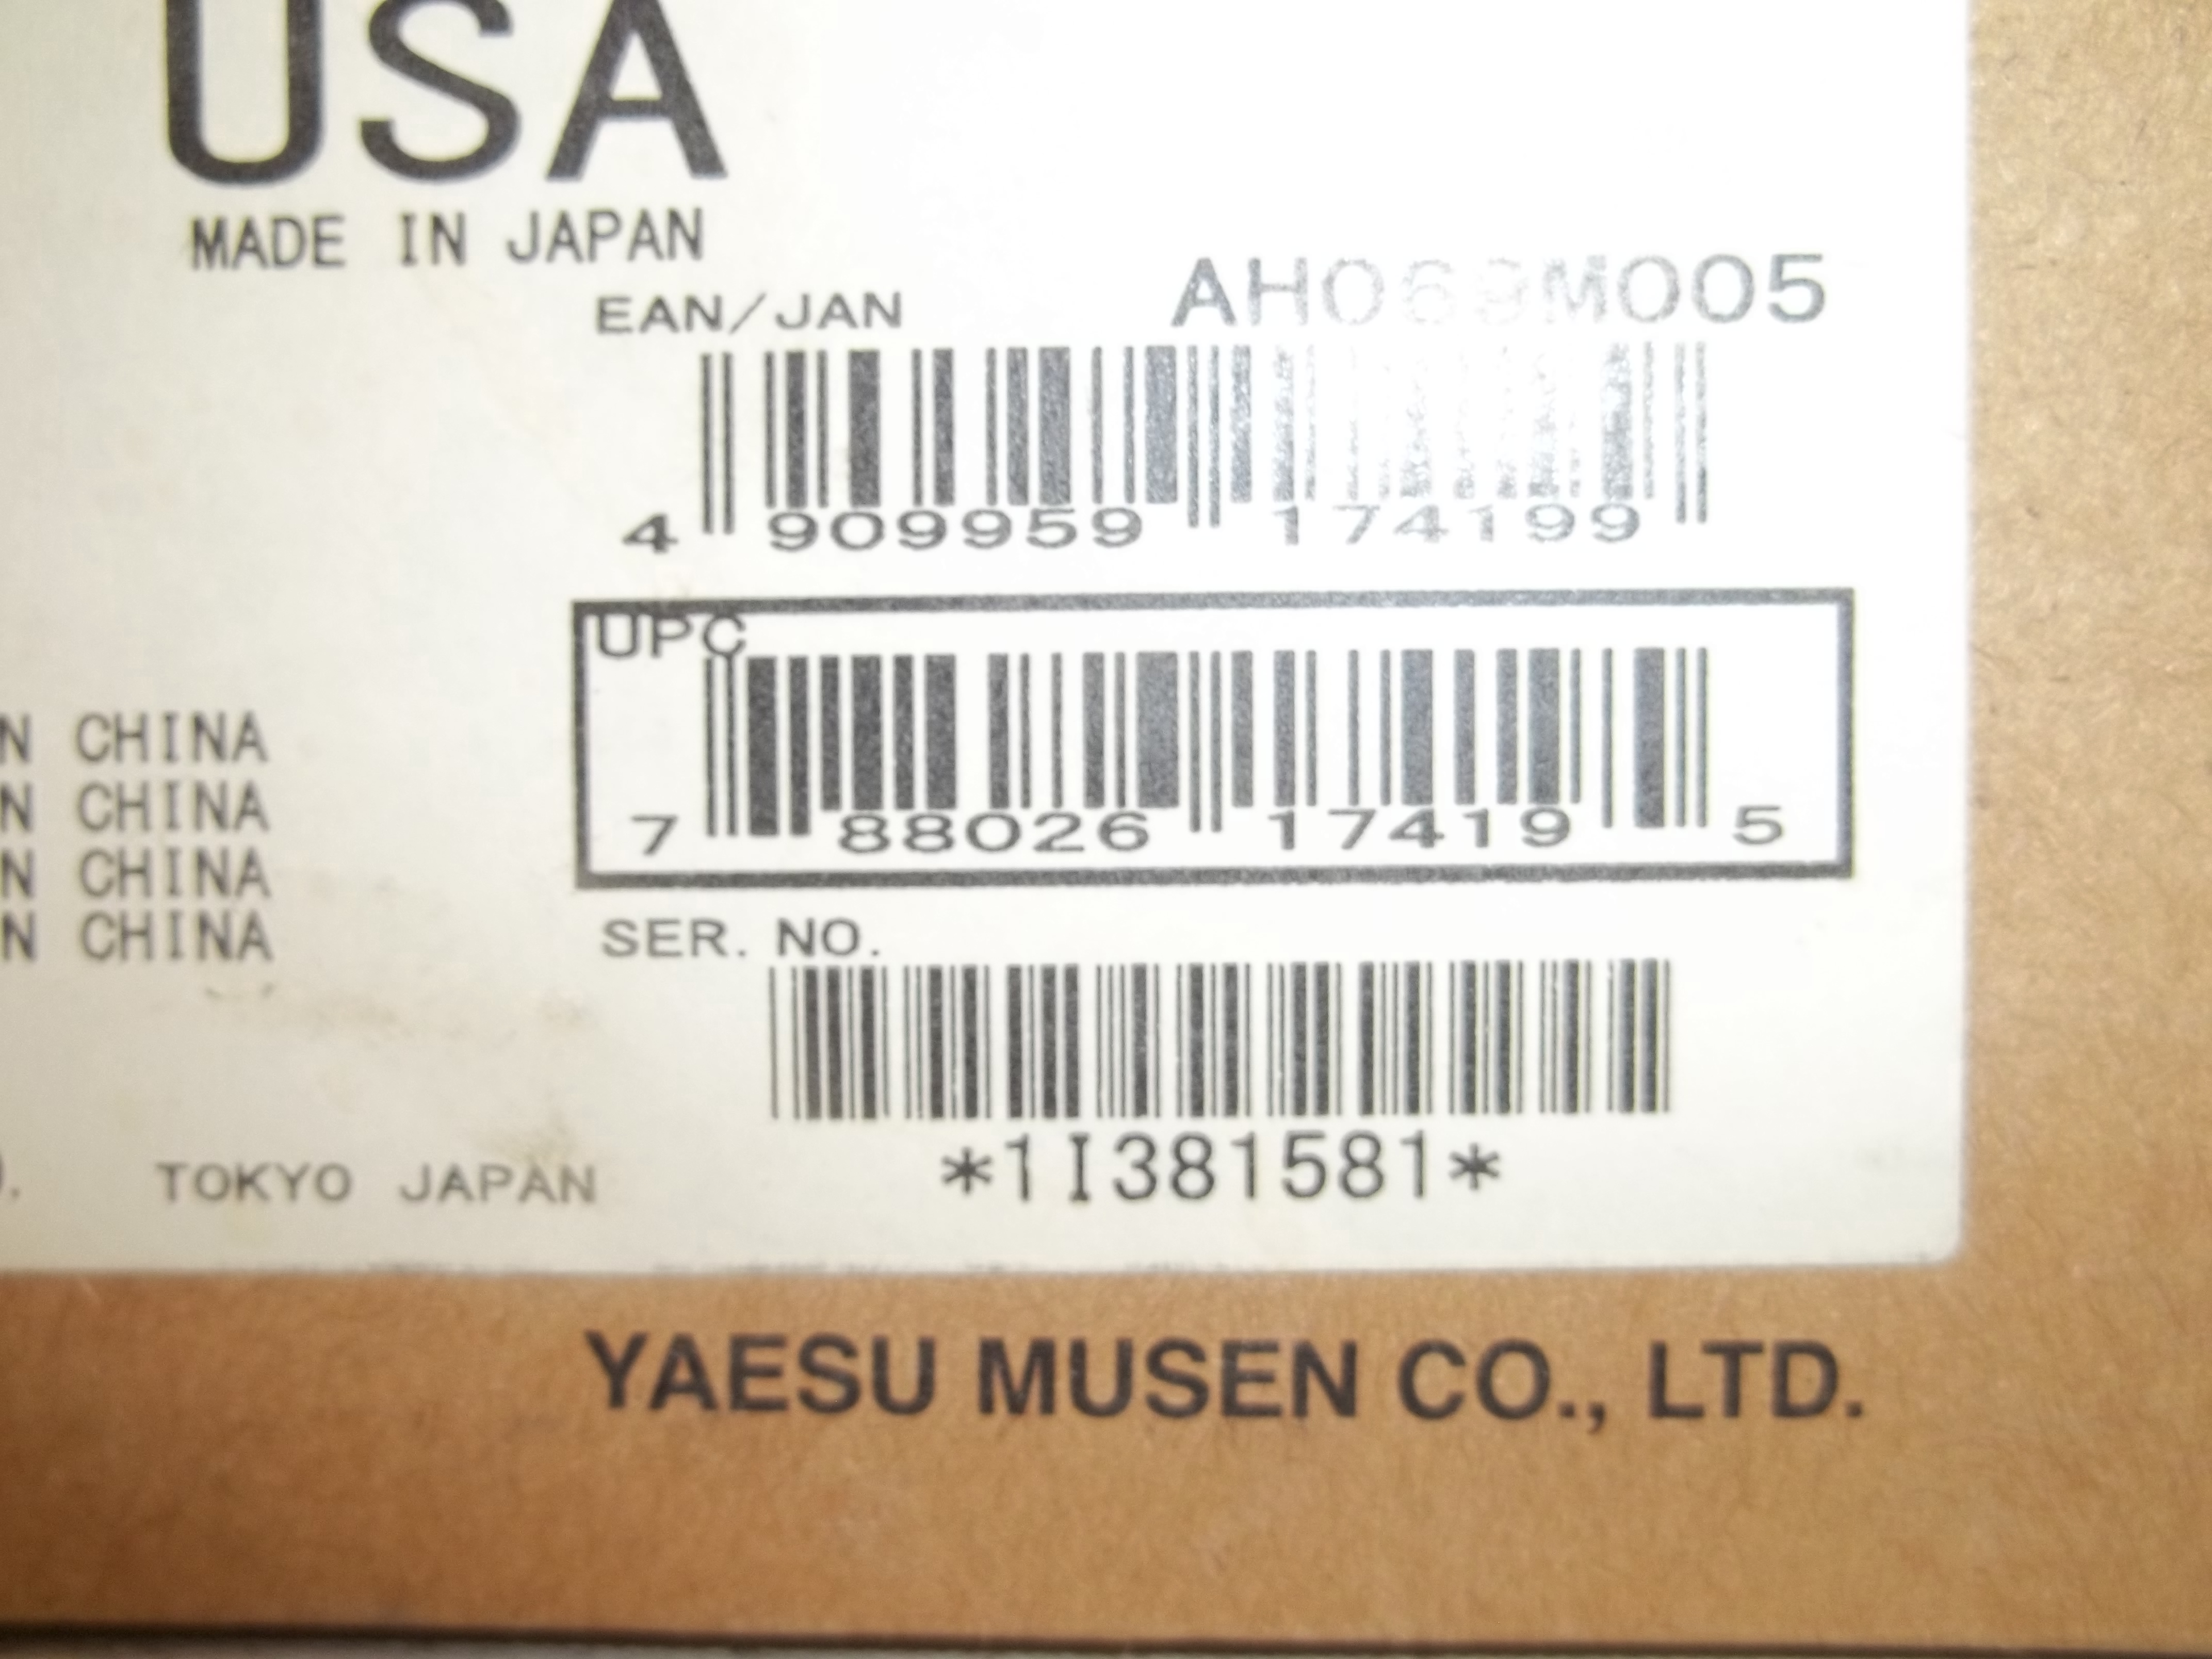 USA
MADE IN JAPAN
EAN/JAN AH069M005
4 909959 174199
UPC
7 88026 17419 5
N CHINA
N CHINA
N CHINA
N CHINA
SER. NO.
*1I381581*
. TOKYO JAPAN
YAESU MUSEN CO., LTD.